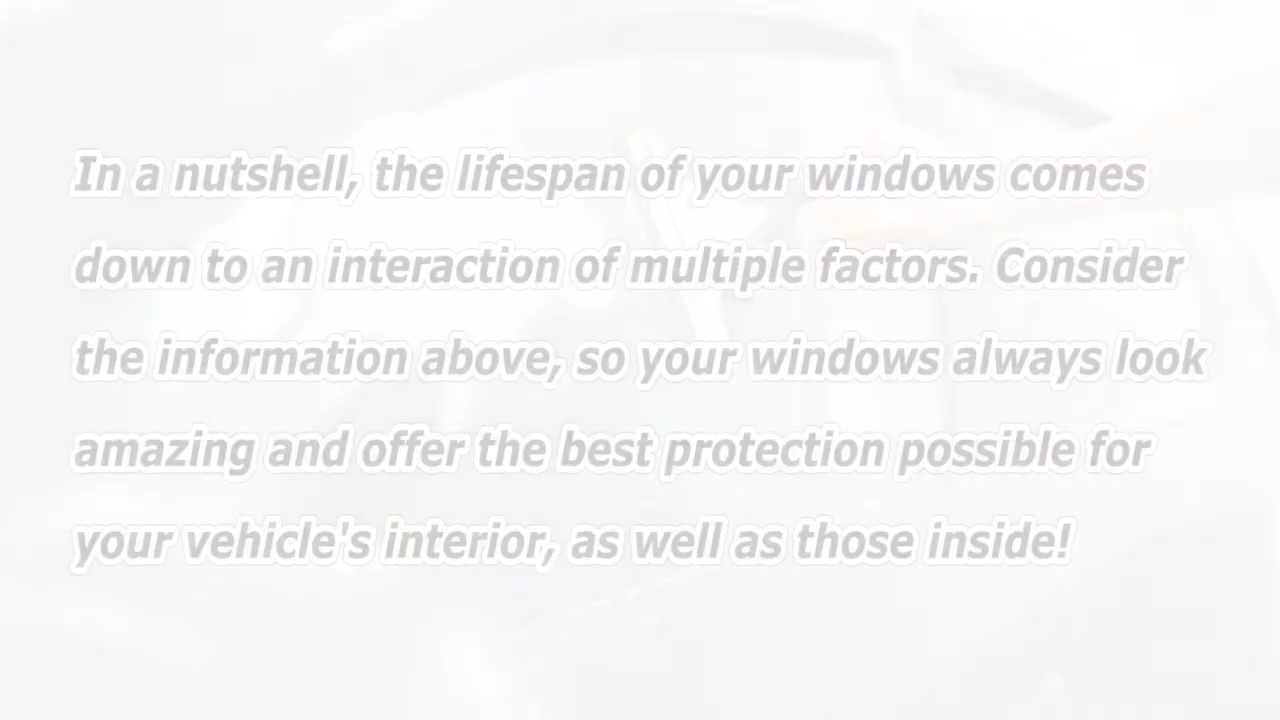 In a nutshell, the lifespan of your windows comes
down to an interaction of multiple factors. Consider
the information above, so your windows always look
amazing and offer the best protection possible for
your vehicle's interior, as well as those inside!